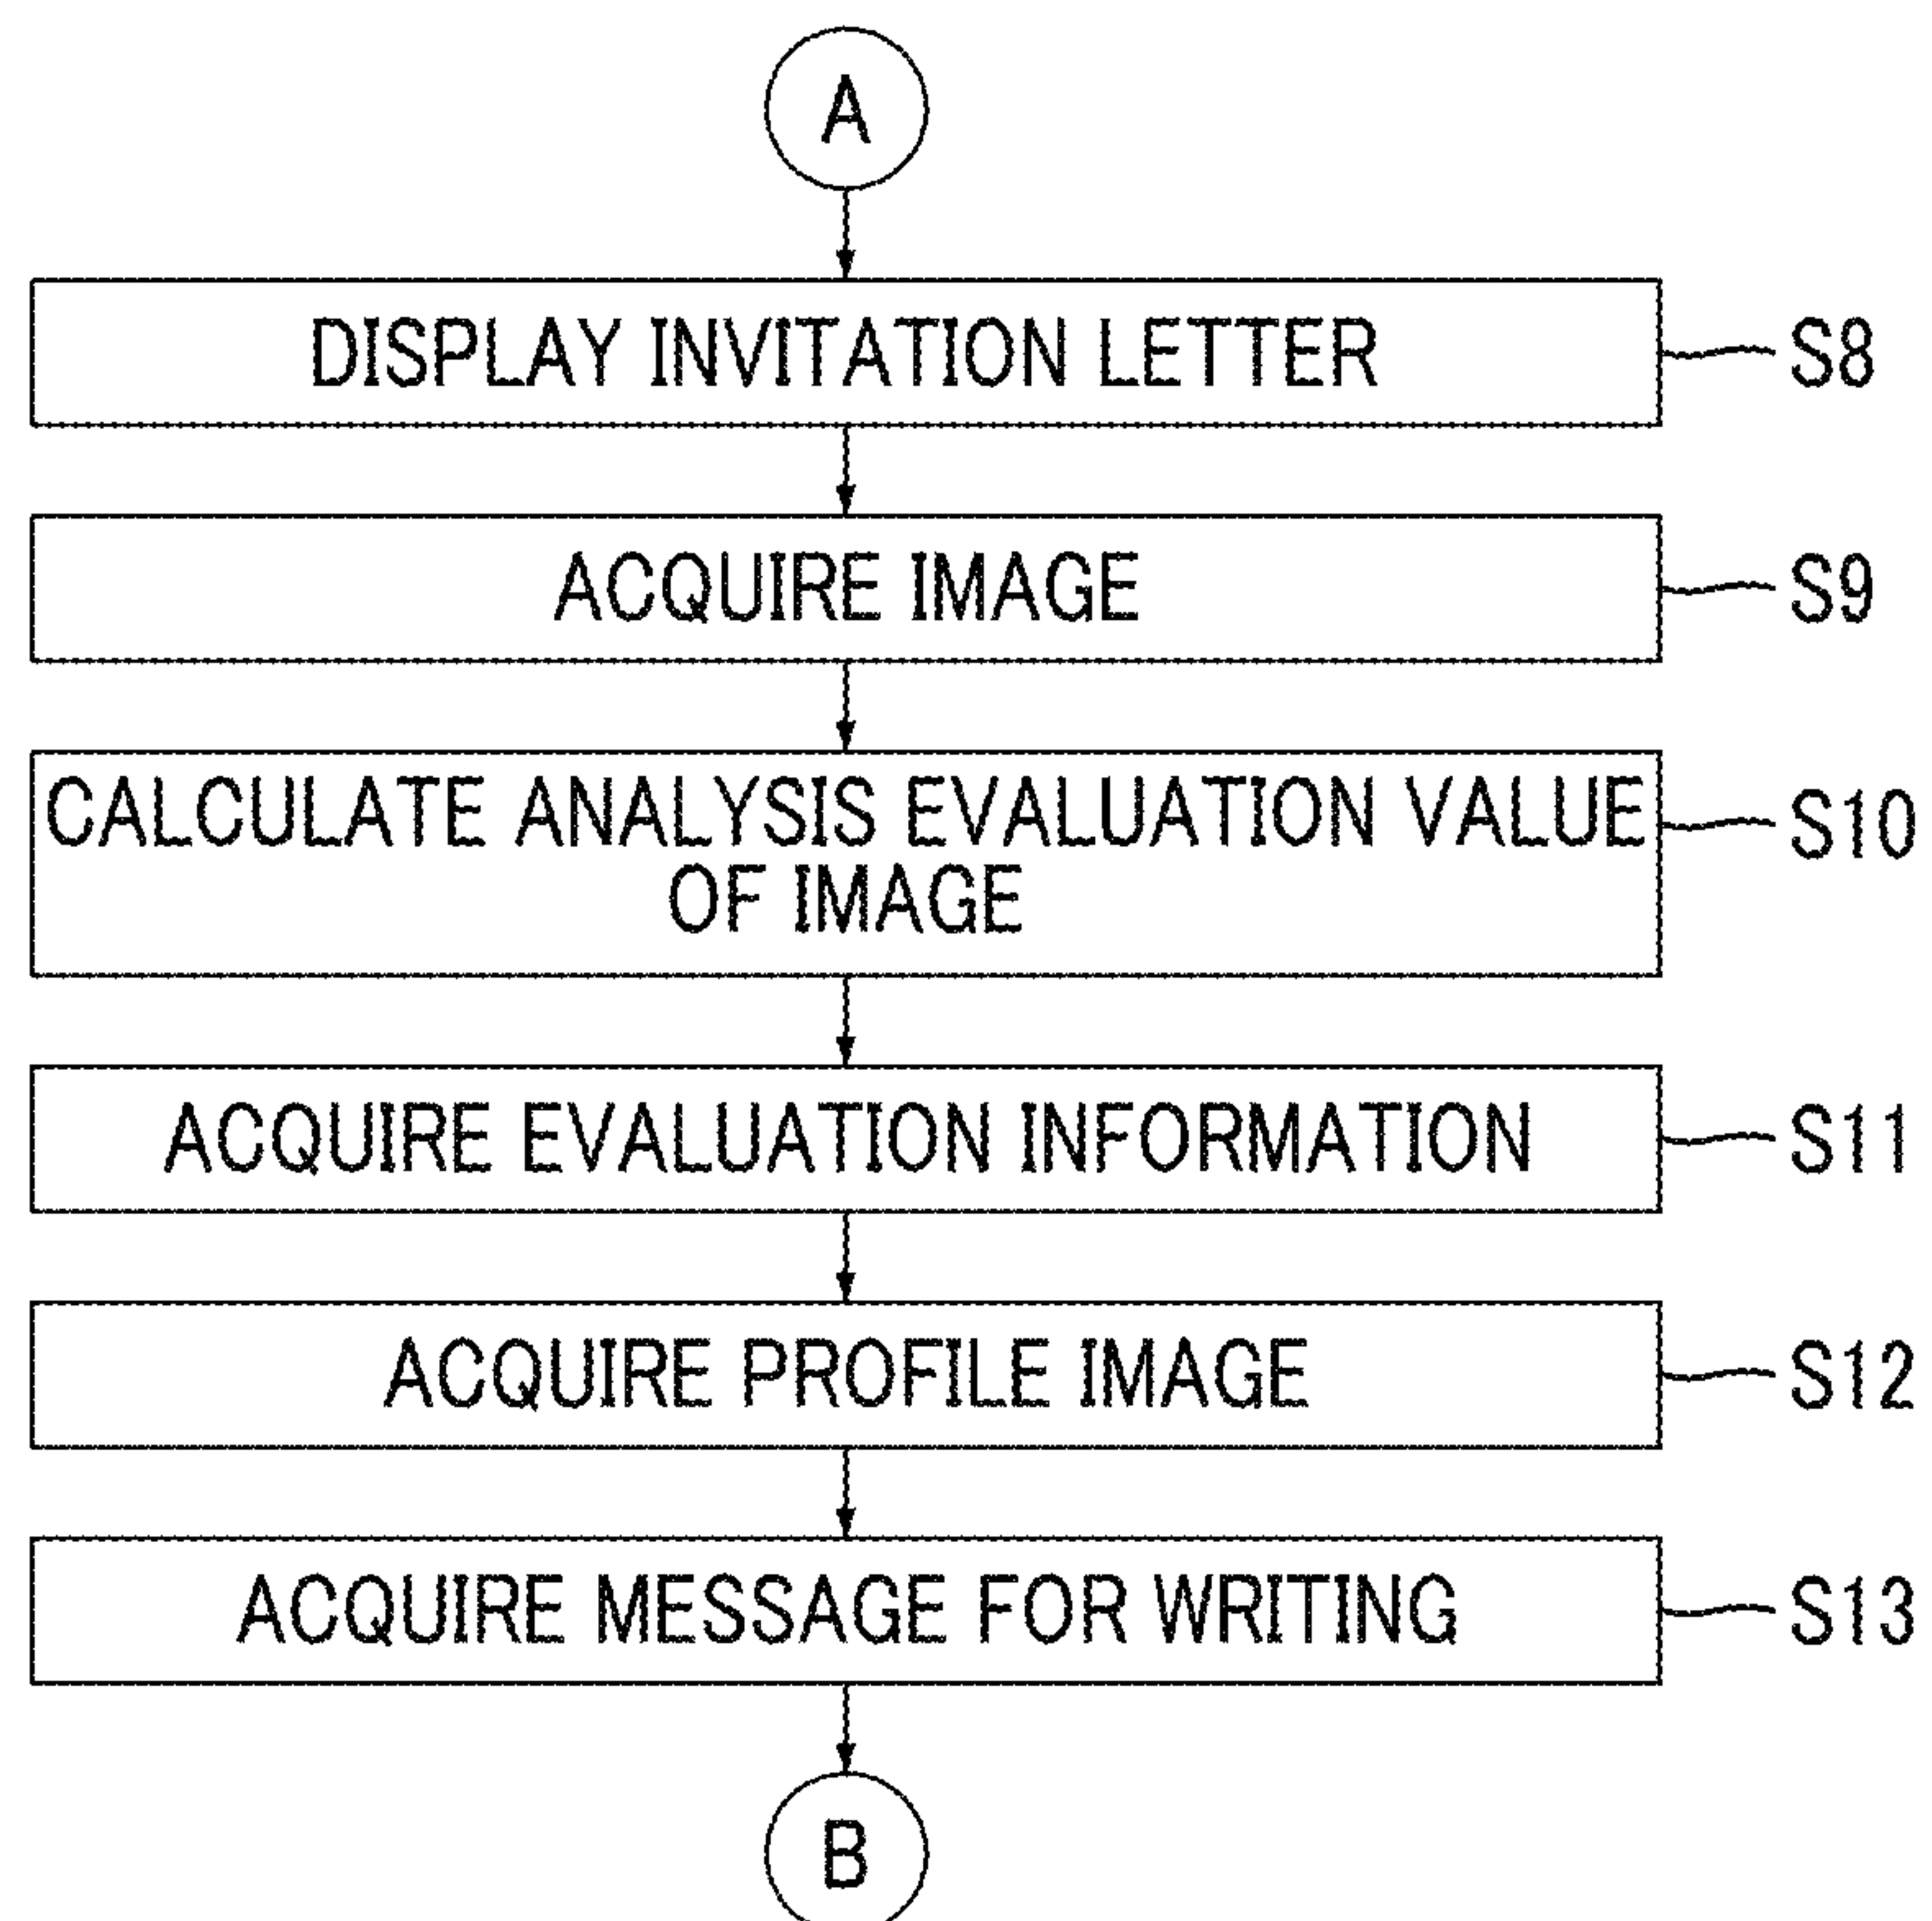 A
DISPLAY INVITATION LETTER
S8
ACQUIRE IMAGE
S9
CALCULATE ANALYSIS EVALUATION VALUE
OF IMAGE
S10
ACQUIRE EVALUATION INFORMATION
S11
ACQUIRE PROFILE IMAGE
S12
ACQUIRE MESSAGE FOR WRITING
S13
B